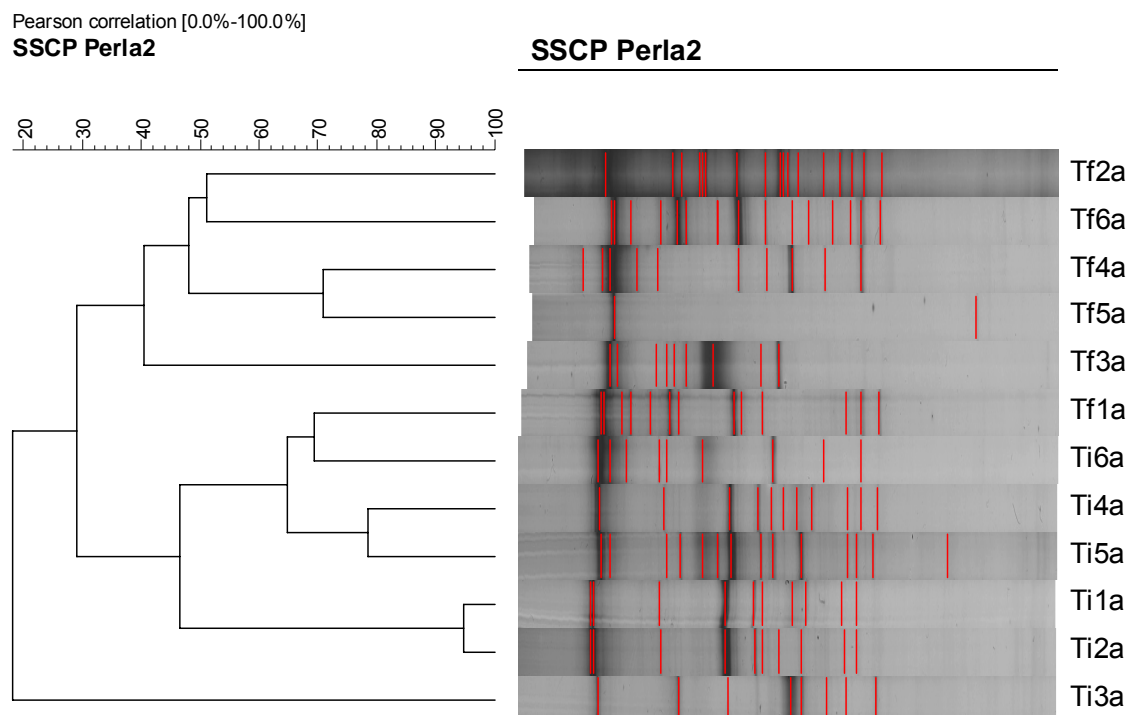 Pearson correlation [0.0%-100.0%]
SSCP Perla2
SSCP Perla2
20 30 40 50 60 70 80 90 100
Tf2a
Tf6a
Tf4a
Tf5a
Tf3a
Tf1a
Ti6a
Ti4a
Ti5a
Ti1a
Ti2a
Ti3a